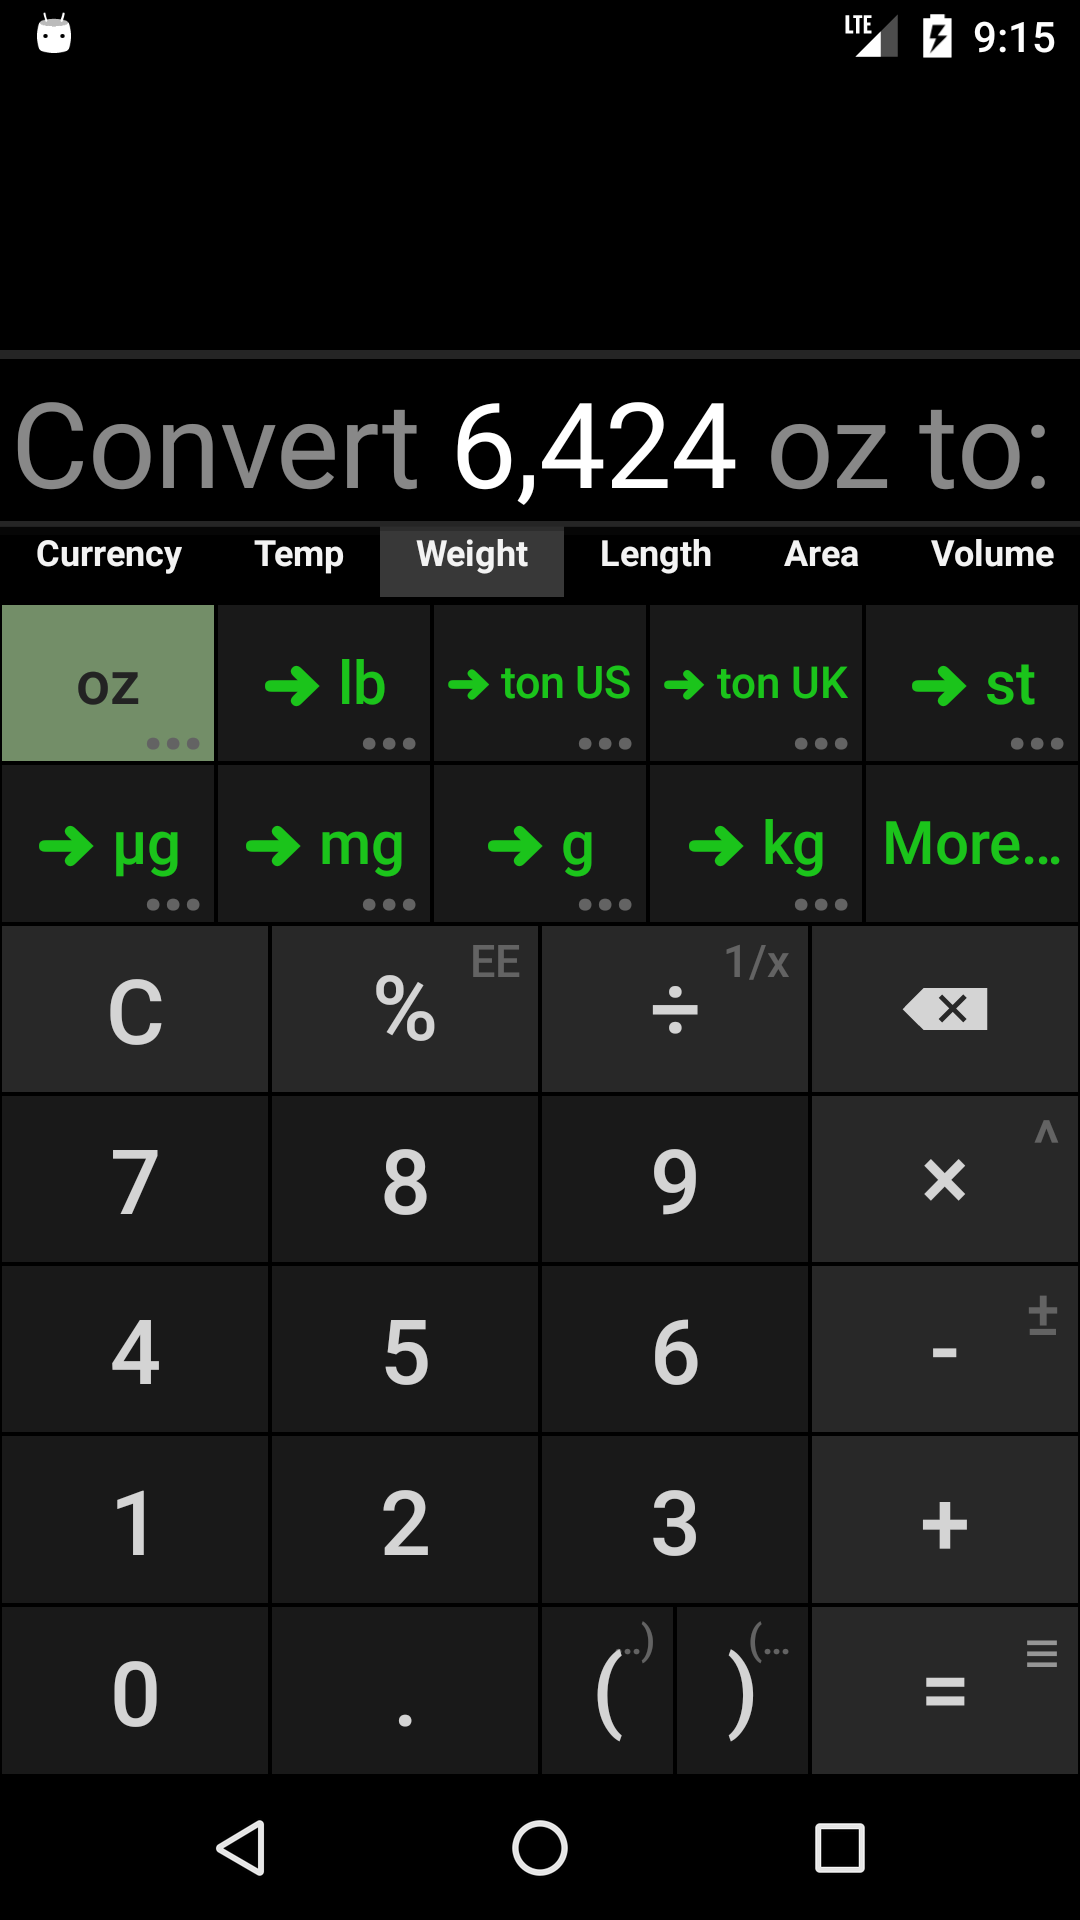 LTE 9:15
Convert 6,424 oz to:
Currency Temp Weight Length Area Volume
oz ➔ lb ➔ ton US ➔ ton UK ➔ st
➔ µg ➔ mg ➔ g ➔ kg More...
C % EE ÷ 1/x
7 8 9 × ^
4 5 6 - ±
1 2 3 +
0 . ( ..) ) (... =